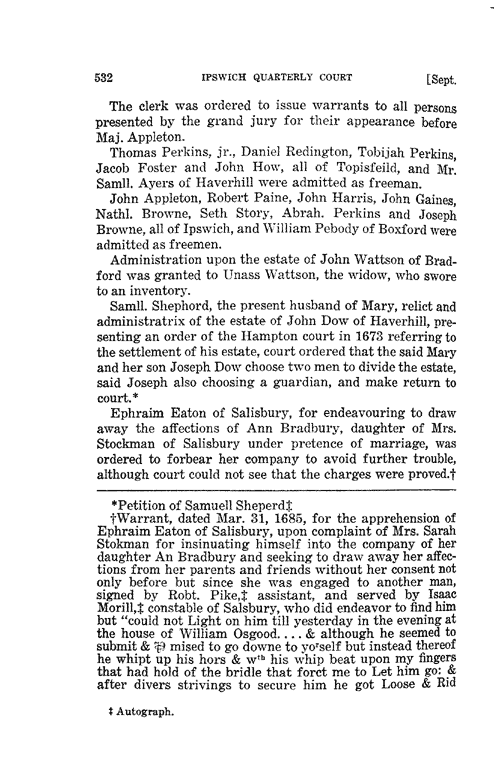 532 IPSWICH QUARTERLY COURT [Sept.
The clerk was ordered to issue warrants to all persons
presented by the grand jury for their appearance before
Maj. Appleton.
Thomas Perkins, jr., Daniel Redington, Tobijah Perkins,
Jacob Foster and John How, all of Topisfeild, and Mr.
Samll. Ayers of Haverhill were admitted as freeman.
John Appleton, Robert Paine, John Harris, John Gaines,
Nathl. Browne, Seth Story, Abrah. Perkins and Joseph
Browne, all of Ipswich, and William Pebody of Boxford were
admitted as freemen.
Administration upon the estate of John Wattson of Brad-
ford was granted to Unass Wattson, the widow, who swore
to an inventory.
Samll. Shephord, the present husband of Mary, relict and
administratrix of the estate of John Dow of Haverhill, pre-
senting an order of the Hampton court in 1673 referring to
the settlement of his estate, court ordered that the said Mary
and her son Joseph Dow choose two men to divide the estate,
said Joseph also choosing a guardian, and make return to
court.*
Ephraim Eaton of Salisbury, for endeavouring to draw
away the affections of Ann Bradbury, daughter of Mrs.
Stockman of Salisbury under pretence of marriage, was
ordered to forbear her company to avoid further trouble,
although court could not see that the charges were proved.†
*Petition of Samuell Sheperd‡
†Warrant, dated Mar. 31, 1685, for the apprehension of
Ephraim Eaton of Salisbury, upon complaint of Mrs. Sarah
Stokman for insinuating himself into the company of her
daughter An Bradbury and seeking to draw away her affec-
tions from her parents and friends without her consent not
only before but since she was engaged to another man,
signed by Robt. Pike,‡ assistant, and served by Isaac
Morill,‡ constable of Salsbury, who did endeavor to find him
but "could not Light on him till yesterday in the evening at
the house of William Osgood. . . . & although he seemed to
submit & ꝑ mised to go downe to yoʳself but instead thereof
he whipt up his hors & wᵗʰ his whip beat upon my fingers
that had hold of the bridle that forct me to Let him go: &
after divers strivings to secure him he got Loose & Rid
‡ Autograph.